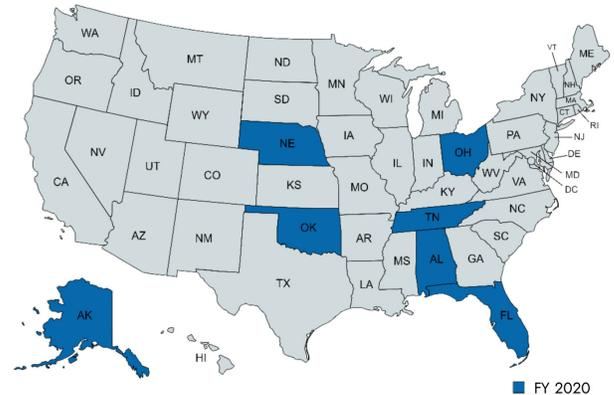 WA
MT
ND
MN
VT
ME
OR
ID
WY
SD
WI
MI
NY
NH
MA
CT
RI
NV
UT
CO
NE
IA
IL
IN
OH
PA
NJ
DE
MD
DC
CA
KS
MO
KY
WV
VA
AZ
NM
OK
AR
TN
NC
SC
TX
LA
MS
AL
GA
FL
AK
HI
FY 2020